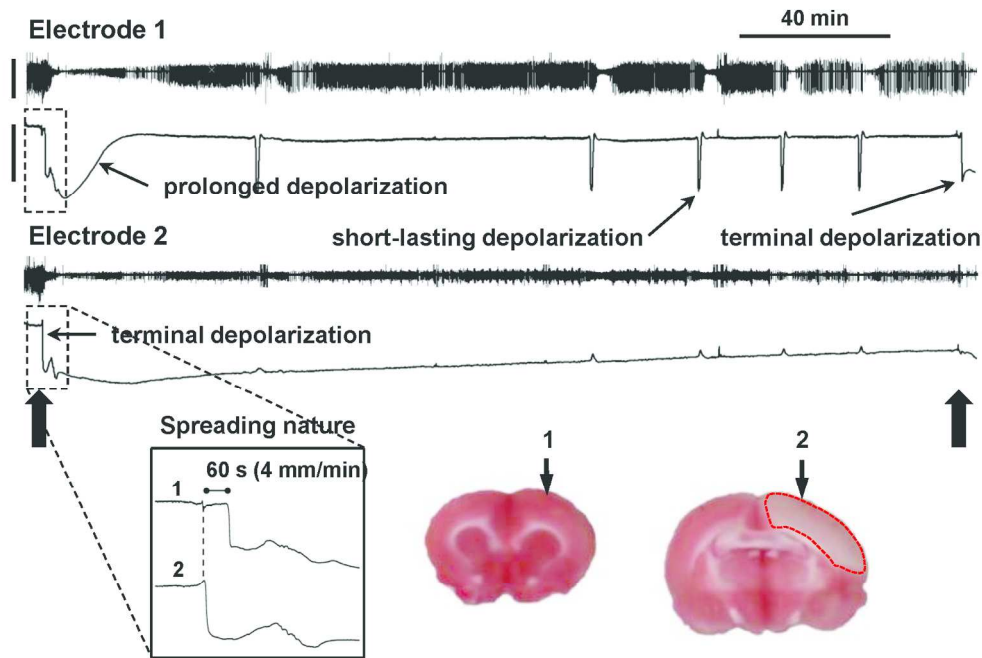 Electrode 1
40 min
prolonged depolarization
short-lasting depolarization
terminal depolarization
Electrode 2
terminal depolarization
Spreading nature
60 s (4 mm/min)
1
2
1
2